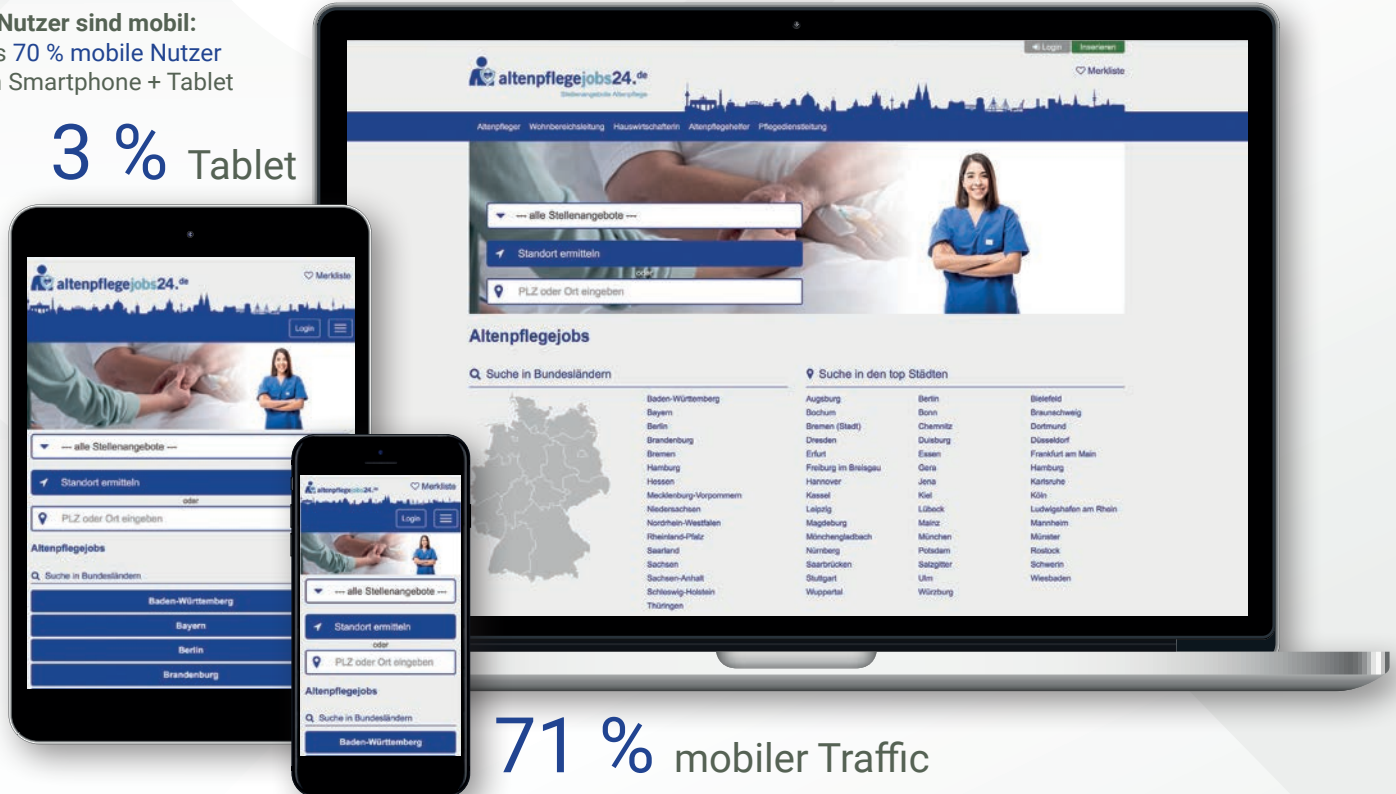 Nutzer sind mobil:
s 70 % mobile Nutzer
Smartphone + Tablet
3 % Tablet
Login Inserieren
altenpflegejobs24.de
Stellenangebote Altenpflege
Merkliste
Altenpfleger Wohnbereichsleitung Hauswirtschafterin Altenpflegehelfer Pflegedienstleitung
--- alle Stellenangebote ---
Standort ermitteln
oder
PLZ oder Ort eingeben
Altenpflegejobs
Suche in Bundesländern
Baden-Württemberg
Bayern
Berlin
Brandenburg
Bremen
Hamburg
Hessen
Mecklenburg-Vorpommern
Niedersachsen
Nordrhein-Westfalen
Rheinland-Pfalz
Saarland
Sachsen
Sachsen-Anhalt
Schleswig-Holstein
Thüringen
Suche in den top Städten
Augsburg Berlin Bielefeld
Bochum Bonn Braunschweig
Bremen (Stadt) Chemnitz Dortmund
Dresden Duisburg Düsseldorf
Erfurt Essen Frankfurt am Main
Freiburg im Breisgau Gera Hamburg
Hannover Jena Karlsruhe
Kassel Kiel Köln
Leipzig Lübeck Ludwigshafen am Rhein
Magdeburg Mainz Mannheim
Mönchengladbach München Münster
Nürnberg Potsdam Rostock
Saarbrücken Salzgitter Schwerin
Stuttgart Ulm Wiesbaden
Wuppertal Würzburg
altenpflegejobs24.de
Merkliste
Login
--- alle Stellenangebote ---
Standort ermitteln
oder
PLZ oder Ort eingeben
Altenpflegejobs
Suche in Bundesländern
Baden-Württemberg
Bayern
Berlin
Brandenburg
altenpflegejobs24.de
Merkliste
Login
--- alle Stellenangebote ---
Standort ermitteln
oder
PLZ oder Ort eingeben
Altenpflegejobs
Suche in Bundesländern
Baden-Württemberg
71 % mobiler Traffic